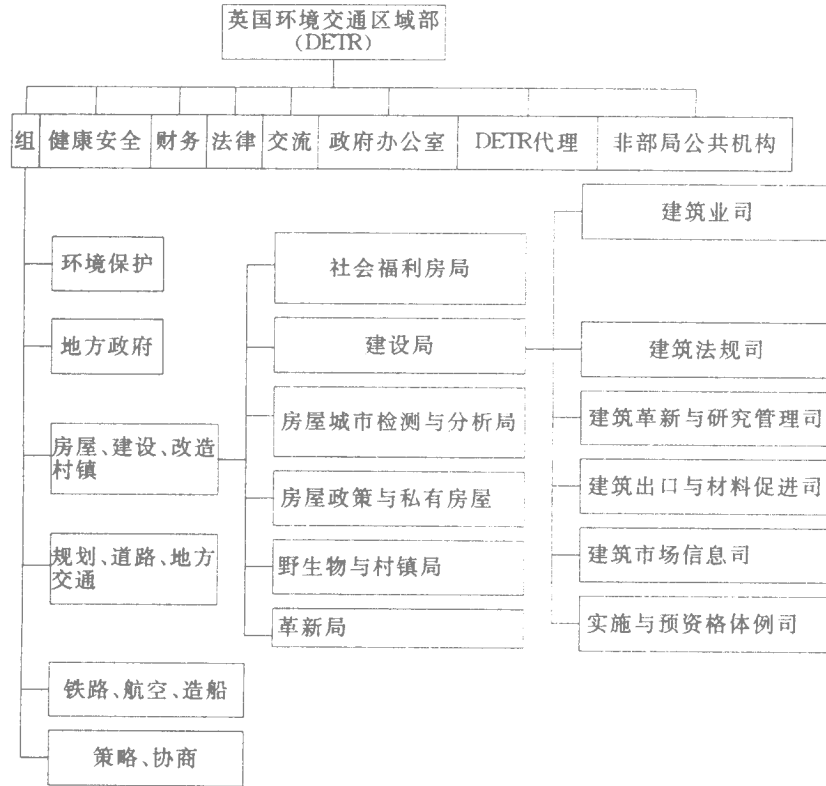 英国环境交通区域部
(DETR)
组
健康安全
财务
法律
交流
政府办公室
DETR代理
非部局公共机构
环境保护
地方政府
房屋、建设、改造
村镇
规划、道路、地方
交通
铁路、航空、造船
策略、协商
社会福利房局
建设局
房屋城市检测与分析局
房屋政策与私有房屋
野生物与村镇局
革新局
建筑业司
建筑法规司
建筑革新与研究管理司
建筑出口与材料促进司
建筑市场信息司
实施与预资格体例司